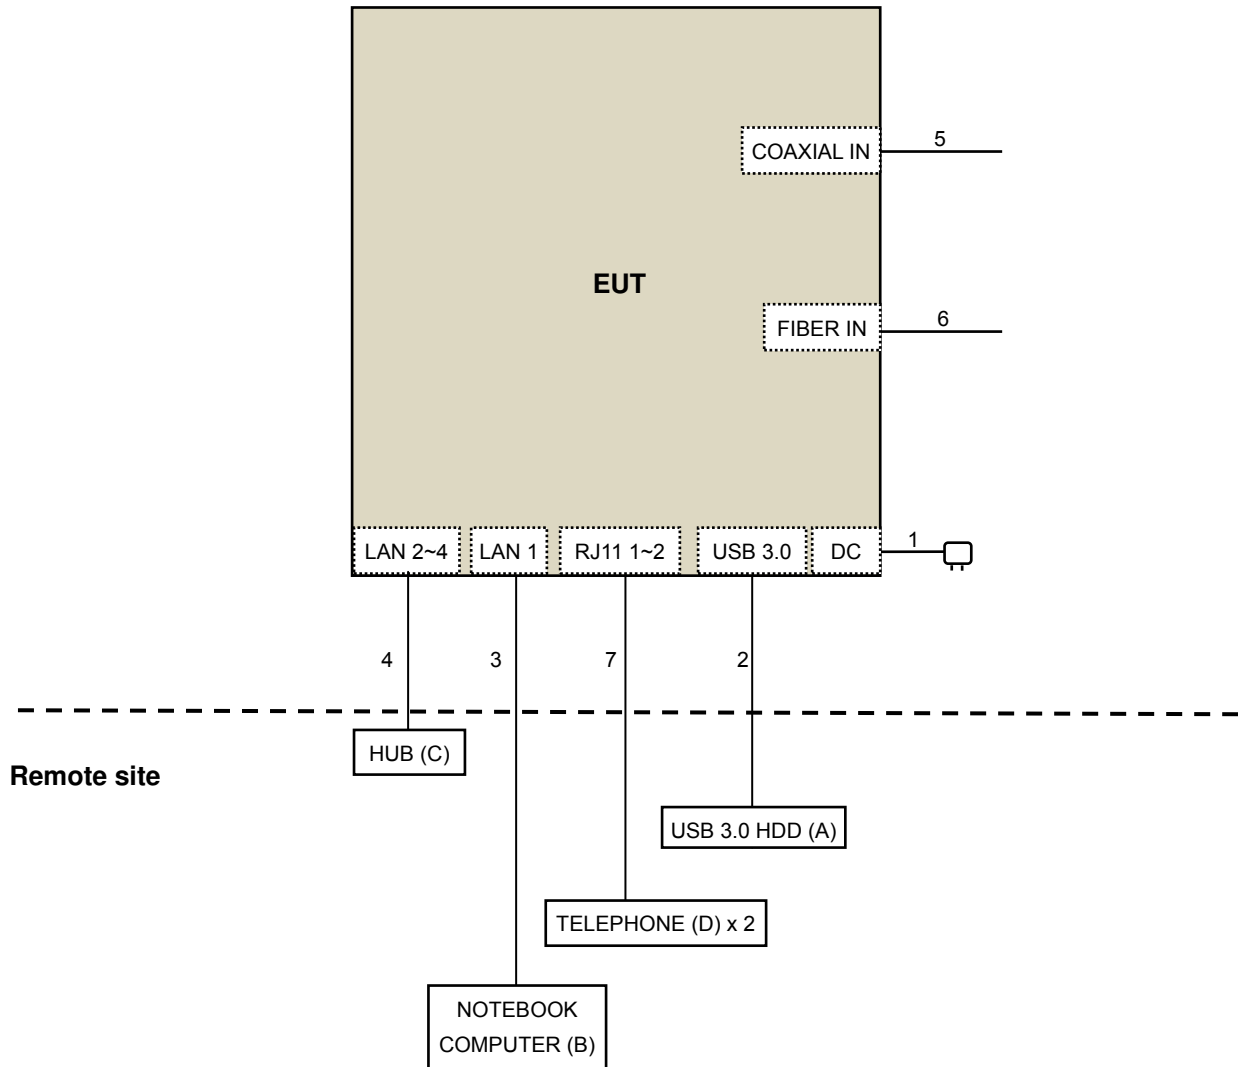 COAXIAL IN
5
EUT
FIBER IN
6
LAN 2~4
LAN 1
RJ11 1~2
USB 3.0
DC
1
4
3
7
2
HUB (C)
Remote site
USB 3.0 HDD (A)
TELEPHONE (D) x 2
NOTEBOOK
COMPUTER (B)